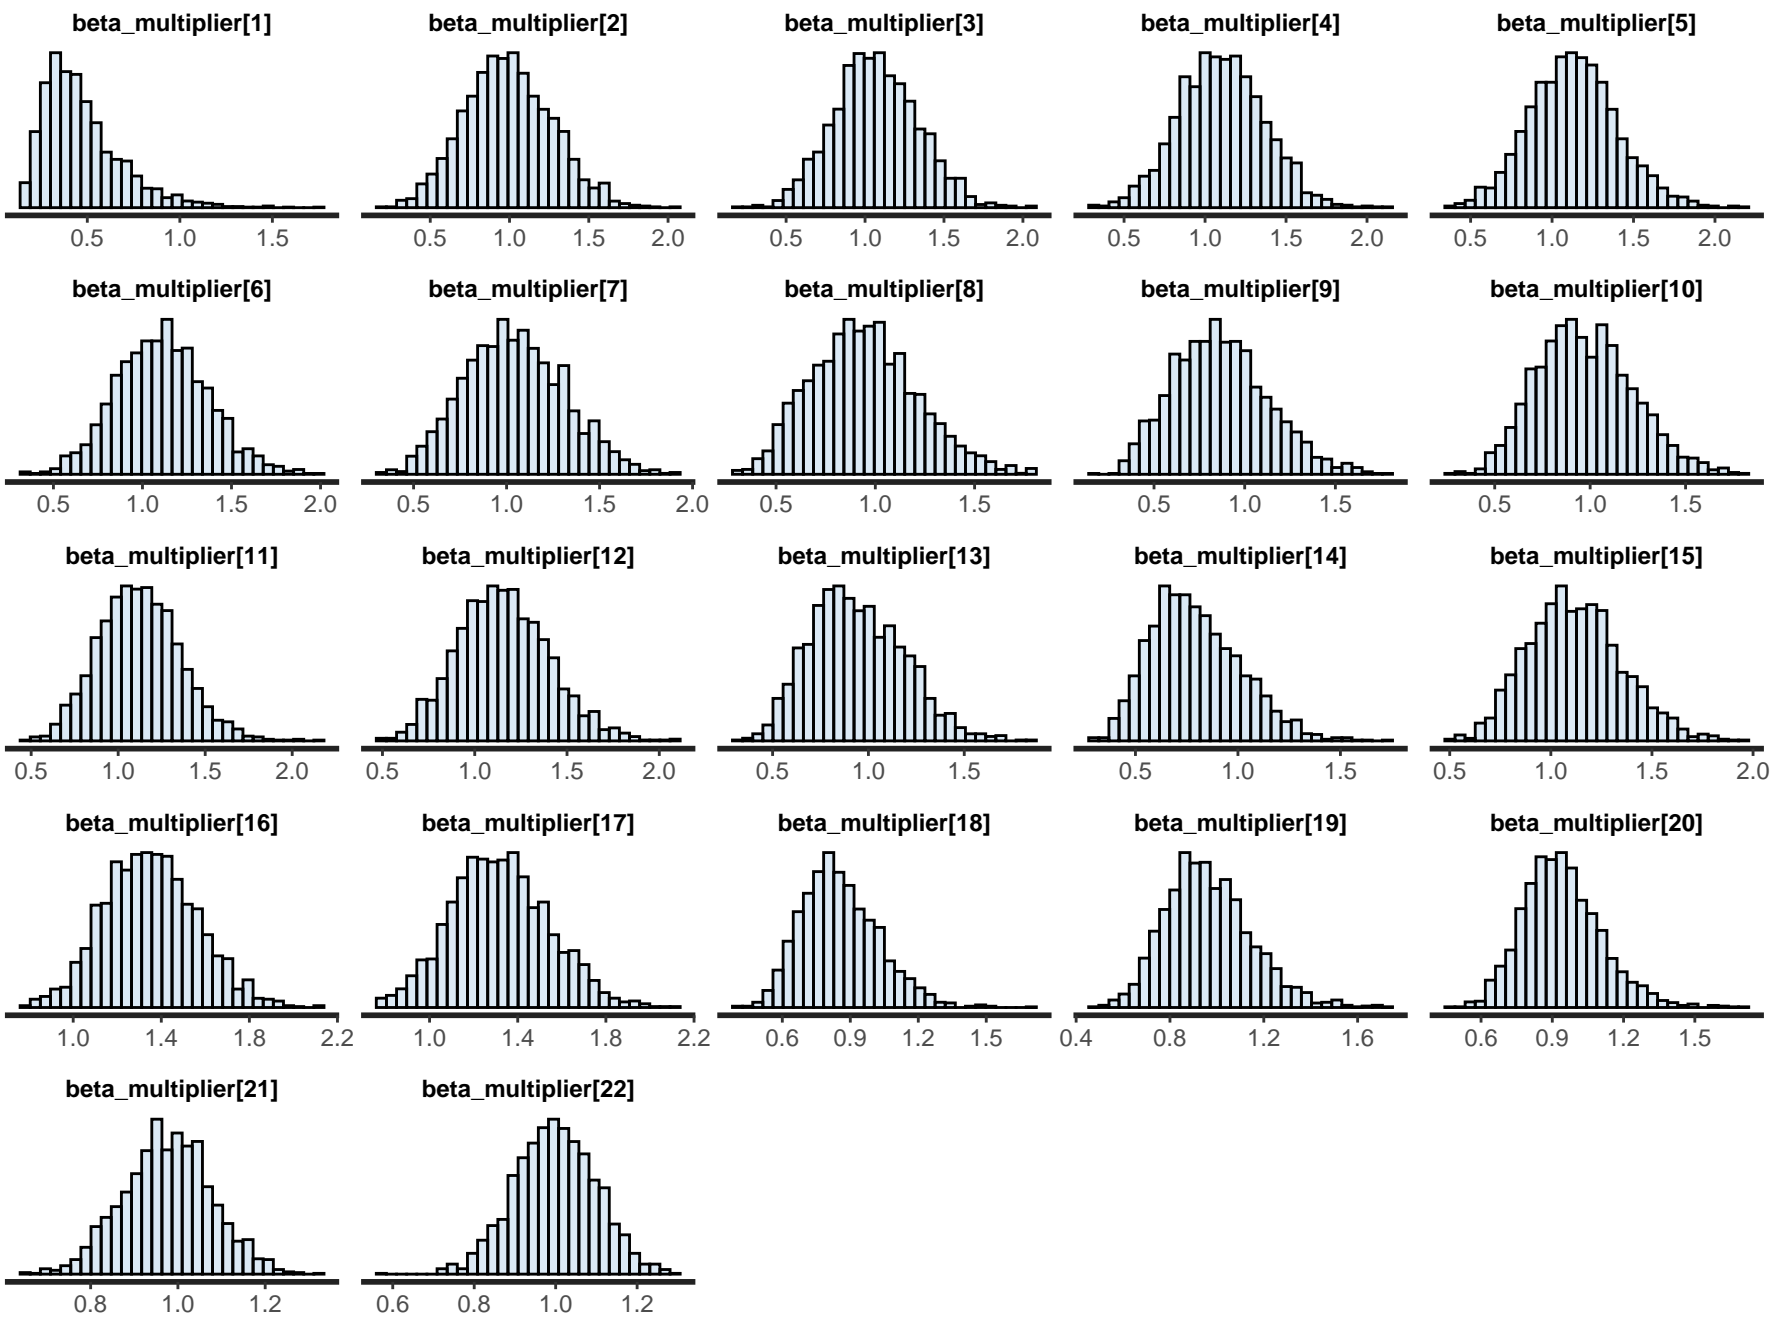 beta_multiplier[1] beta_multiplier[2] beta_multiplier[3] beta_multiplier[4] beta_multiplier[5]
0.5 1.0 1.5 0.5 1.0 1.5 2.0 0.5 1.0 1.5 2.0 0.5 1.0 1.5 2.0 0.5 1.0 1.5 2.0
beta_multiplier[6] beta_multiplier[7] beta_multiplier[8] beta_multiplier[9] beta_multiplier[10]
0.5 1.0 1.5 2.0 0.5 1.0 1.5 2.0 0.5 1.0 1.5 0.5 1.0 1.5 0.5 1.0 1.5
beta_multiplier[11] beta_multiplier[12] beta_multiplier[13] beta_multiplier[14] beta_multiplier[15]
0.5 1.0 1.5 2.0 0.5 1.0 1.5 2.0 0.5 1.0 1.5 0.5 1.0 1.5 0.5 1.0 1.5 2.0
beta_multiplier[16] beta_multiplier[17] beta_multiplier[18] beta_multiplier[19] beta_multiplier[20]
1.0 1.4 1.8 2.2 1.0 1.4 1.8 2.2 0.6 0.9 1.2 1.5 0.4 0.8 1.2 1.6 0.6 0.9 1.2 1.5
beta_multiplier[21] beta_multiplier[22]
0.8 1.0 1.2 0.6 0.8 1.0 1.2